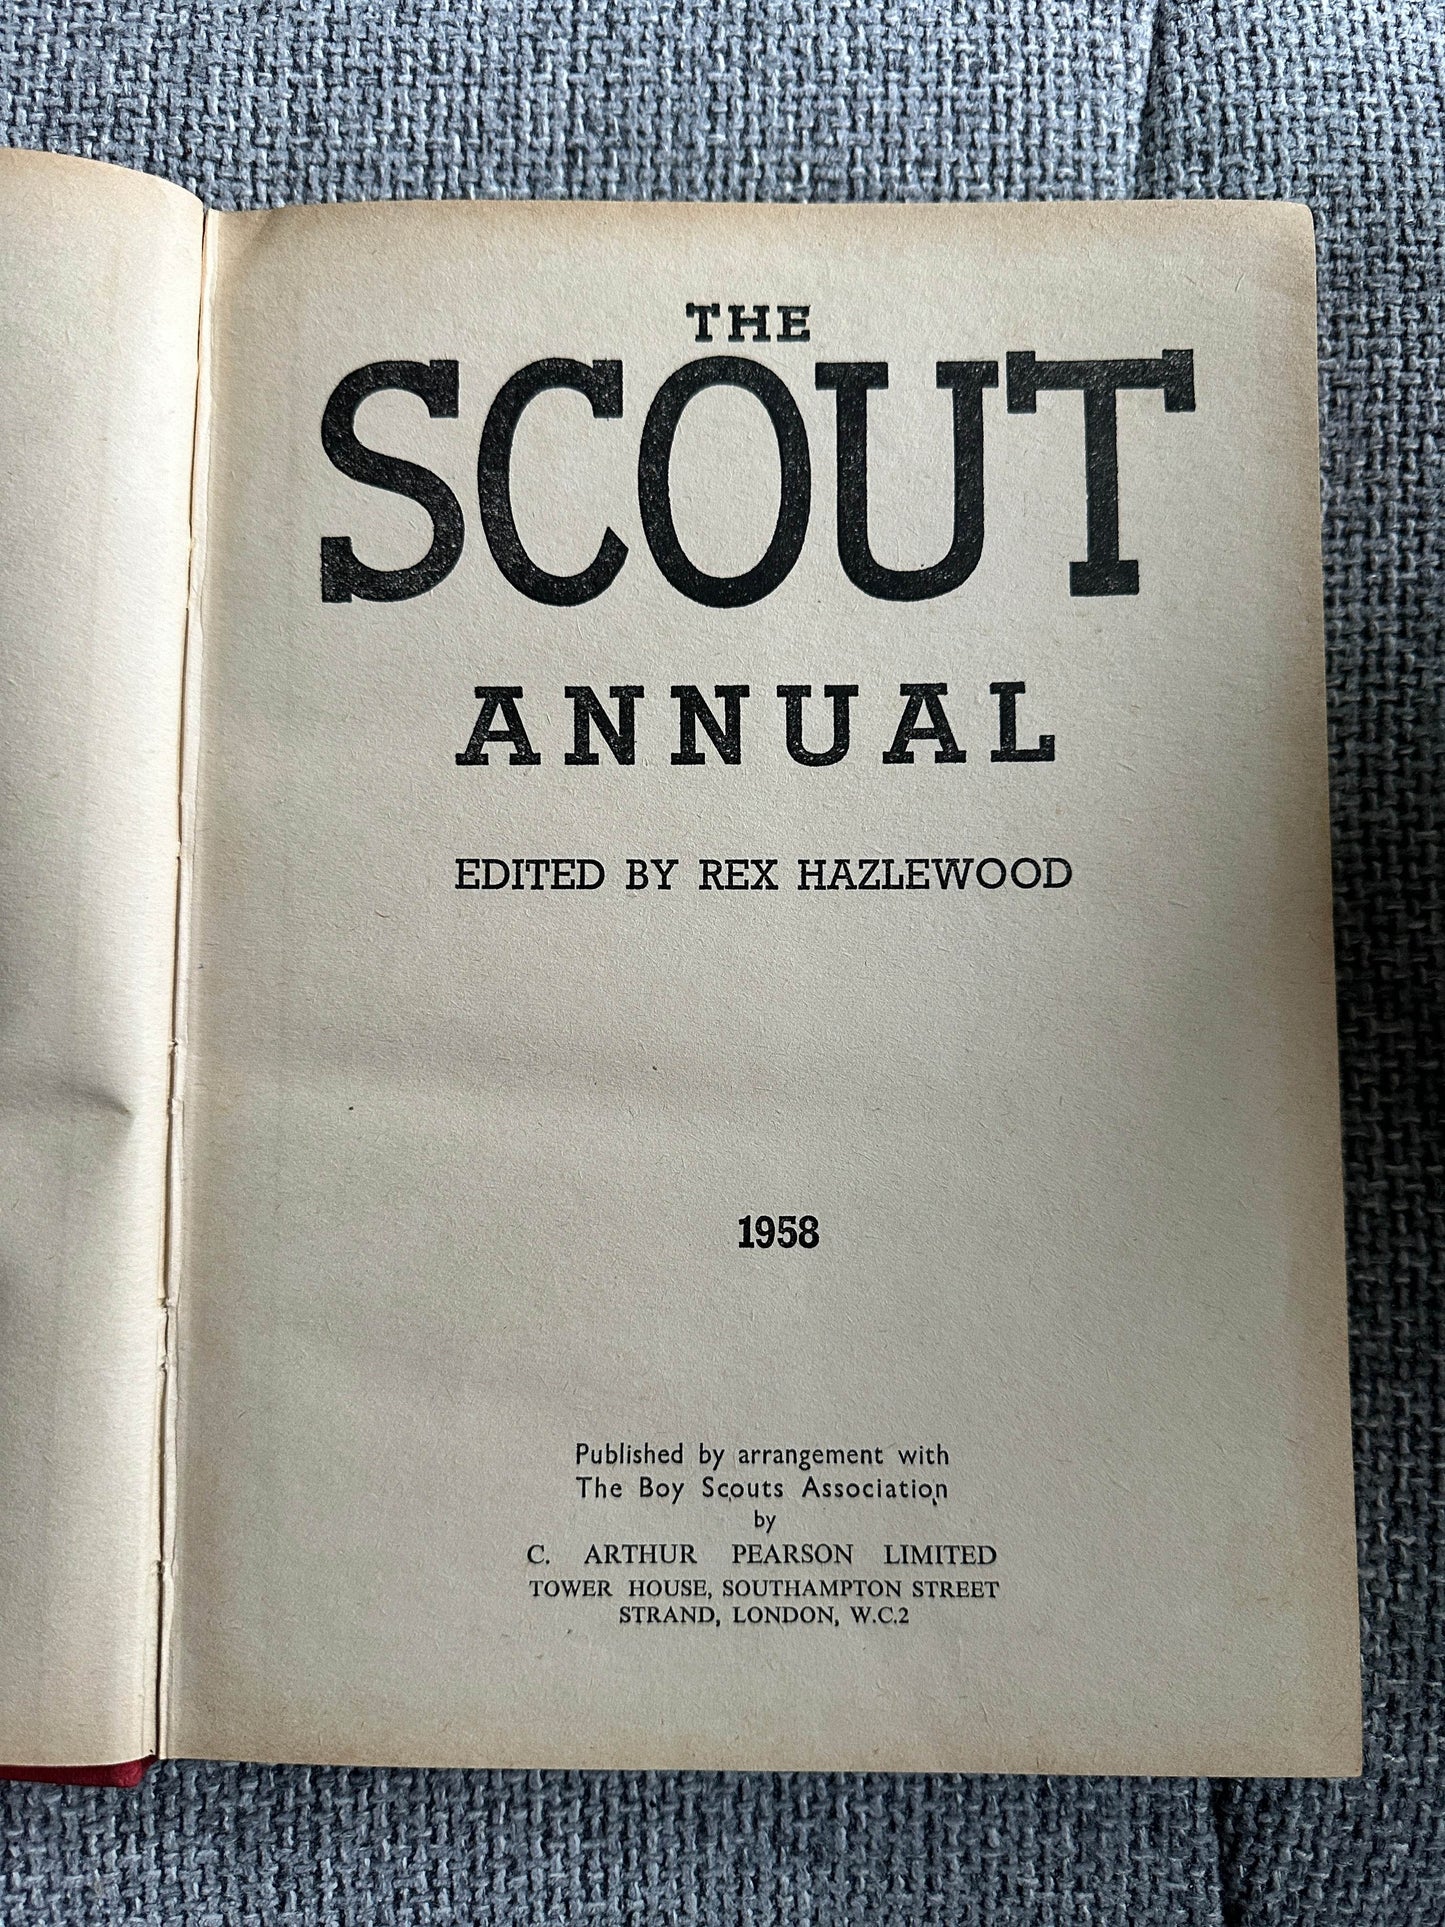 THE
SCOUT
ANNUAL
EDITED BY REX HAZLEWOOD
1958
Published by arrangement with
The Boy Scouts Association
by
C. ARTHUR PEARSON LIMITED
TOWER HOUSE, SOUTHAMPTON STREET
STRAND, LONDON, W.C.2